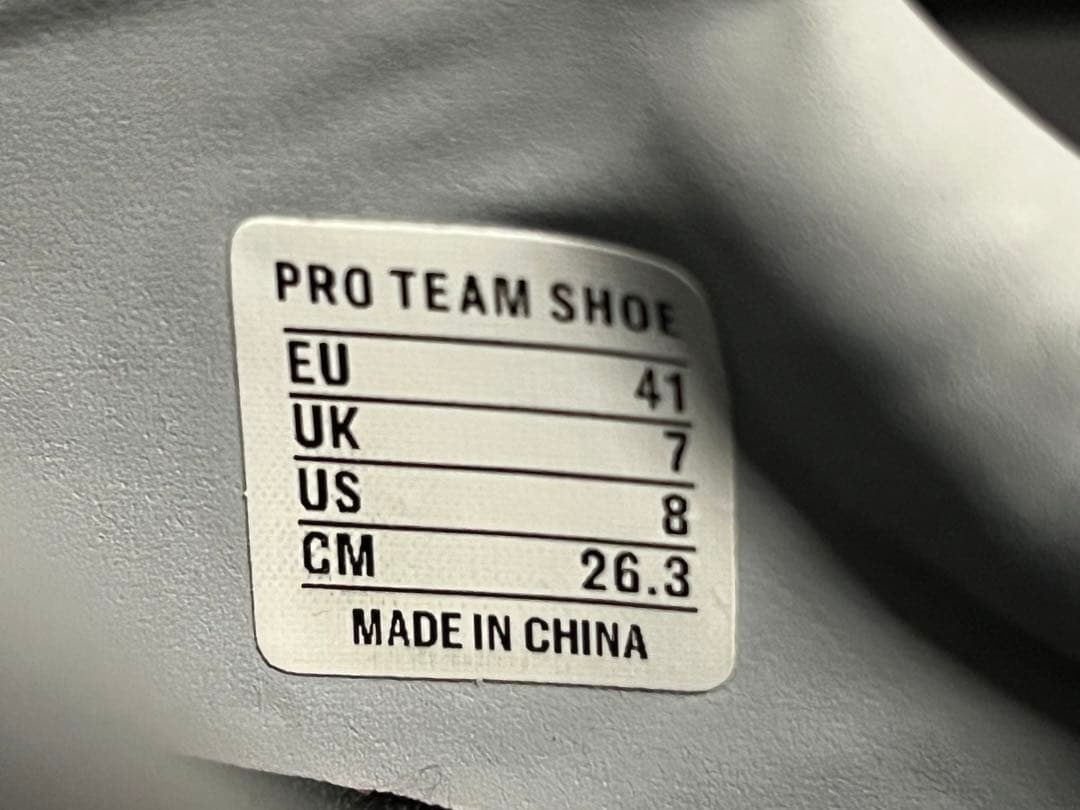 PRO TEAM SHOE
EU 41
UK 7
US 8
CM 26.3
MADE IN CHINA